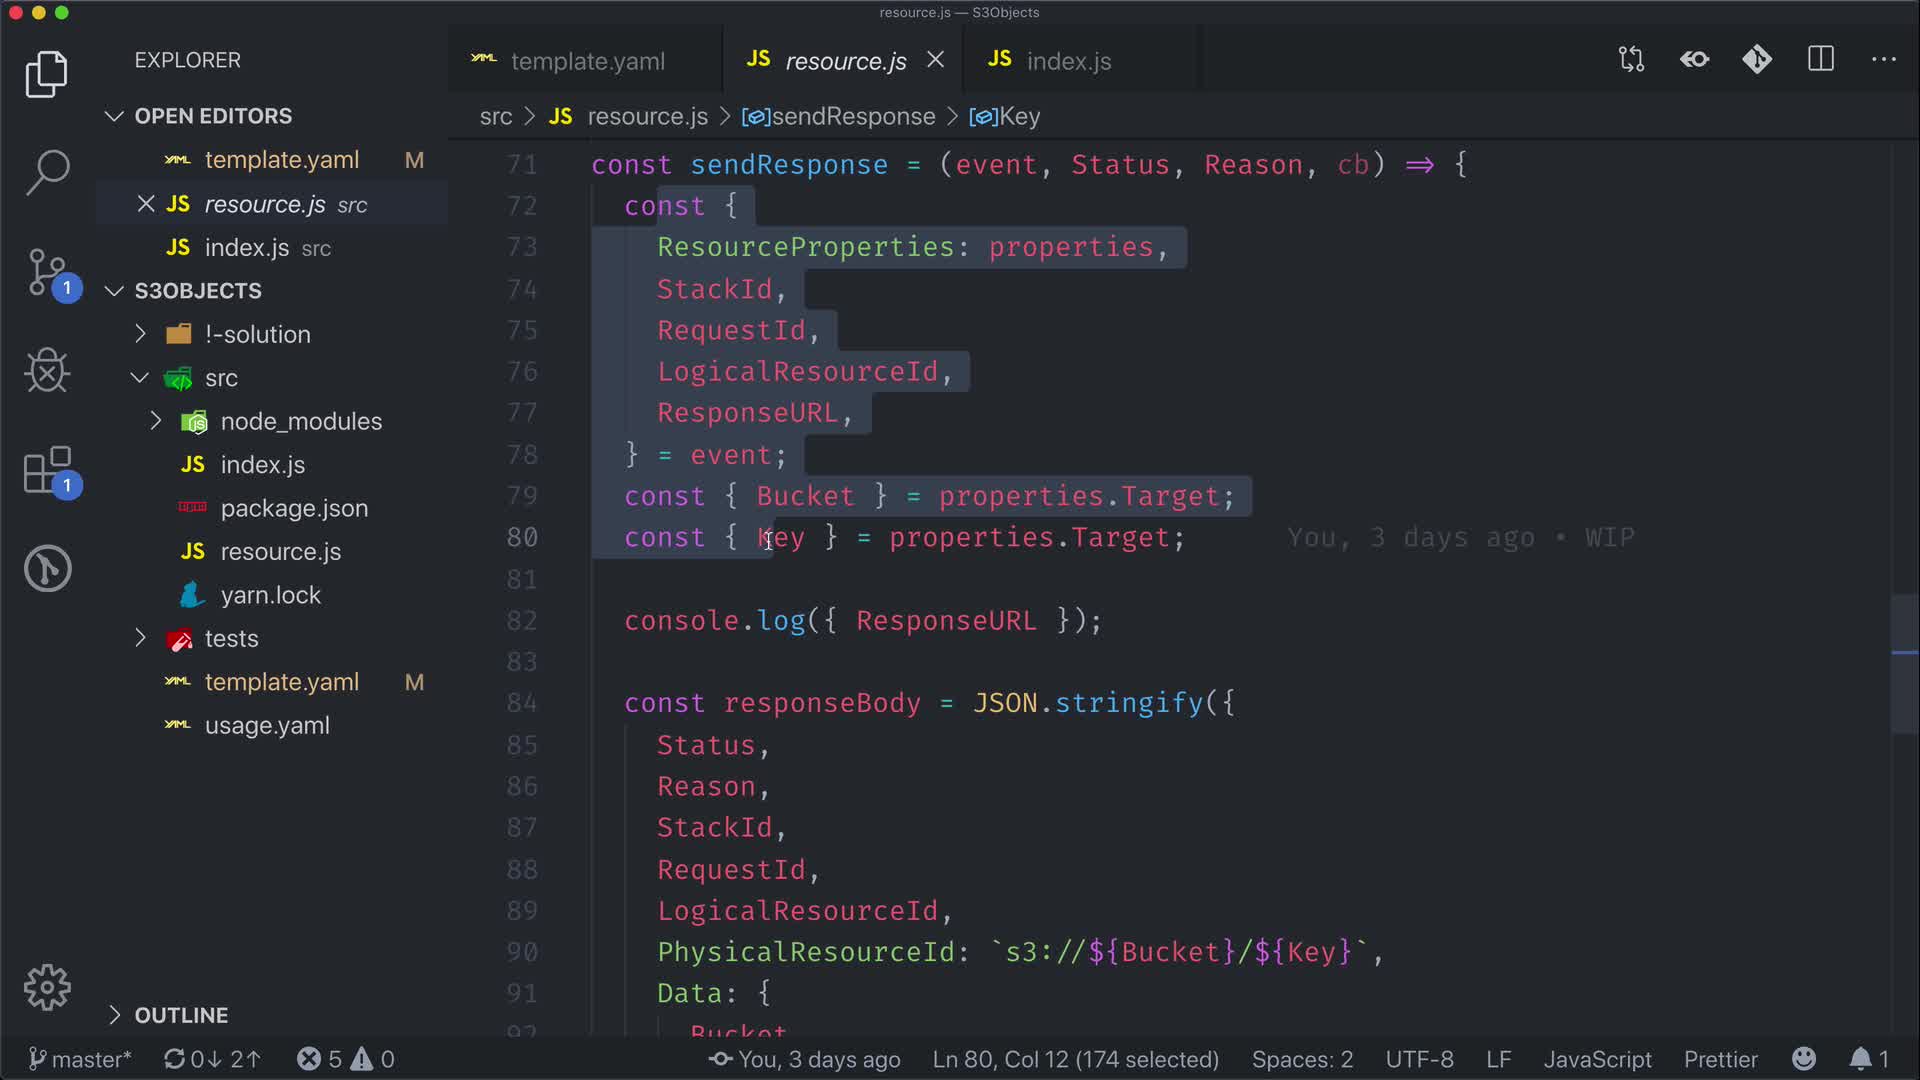 resource.js — S3Objects
EXPLORER
OPEN EDITORS
template.yaml M
resource.js src
index.js src
S3OBJECTS
!-solution
src
node_modules
index.js
package.json
resource.js
yarn.lock
tests
template.yaml M
usage.yaml
OUTLINE
1
1
template.yaml
JS resource.js
JS index.js
src > JS resource.js > sendResponse > Key
71 const sendResponse = (event, Status, Reason, cb) => {
72 const {
73 ResourceProperties: properties,
74 StackId,
75 RequestId,
76 LogicalResourceId,
77 ResponseURL,
78 } = event;
79 const { Bucket } = properties.Target;
80 const { Key } = properties.Target; You, 3 days ago • WIP
81
82 console.log({ ResponseURL });
83
84 const responseBody = JSON.stringify({
85 Status,
86 Reason,
87 StackId,
88 RequestId,
89 LogicalResourceId,
90 PhysicalResourceId: `s3://${Bucket}/${Key}`,
91 Data: {
92 Bucket
master* 0↓ 2↑ 5 0 You, 3 days ago Ln 80, Col 12 (174 selected) Spaces: 2 UTF-8 LF JavaScript Prettier 1